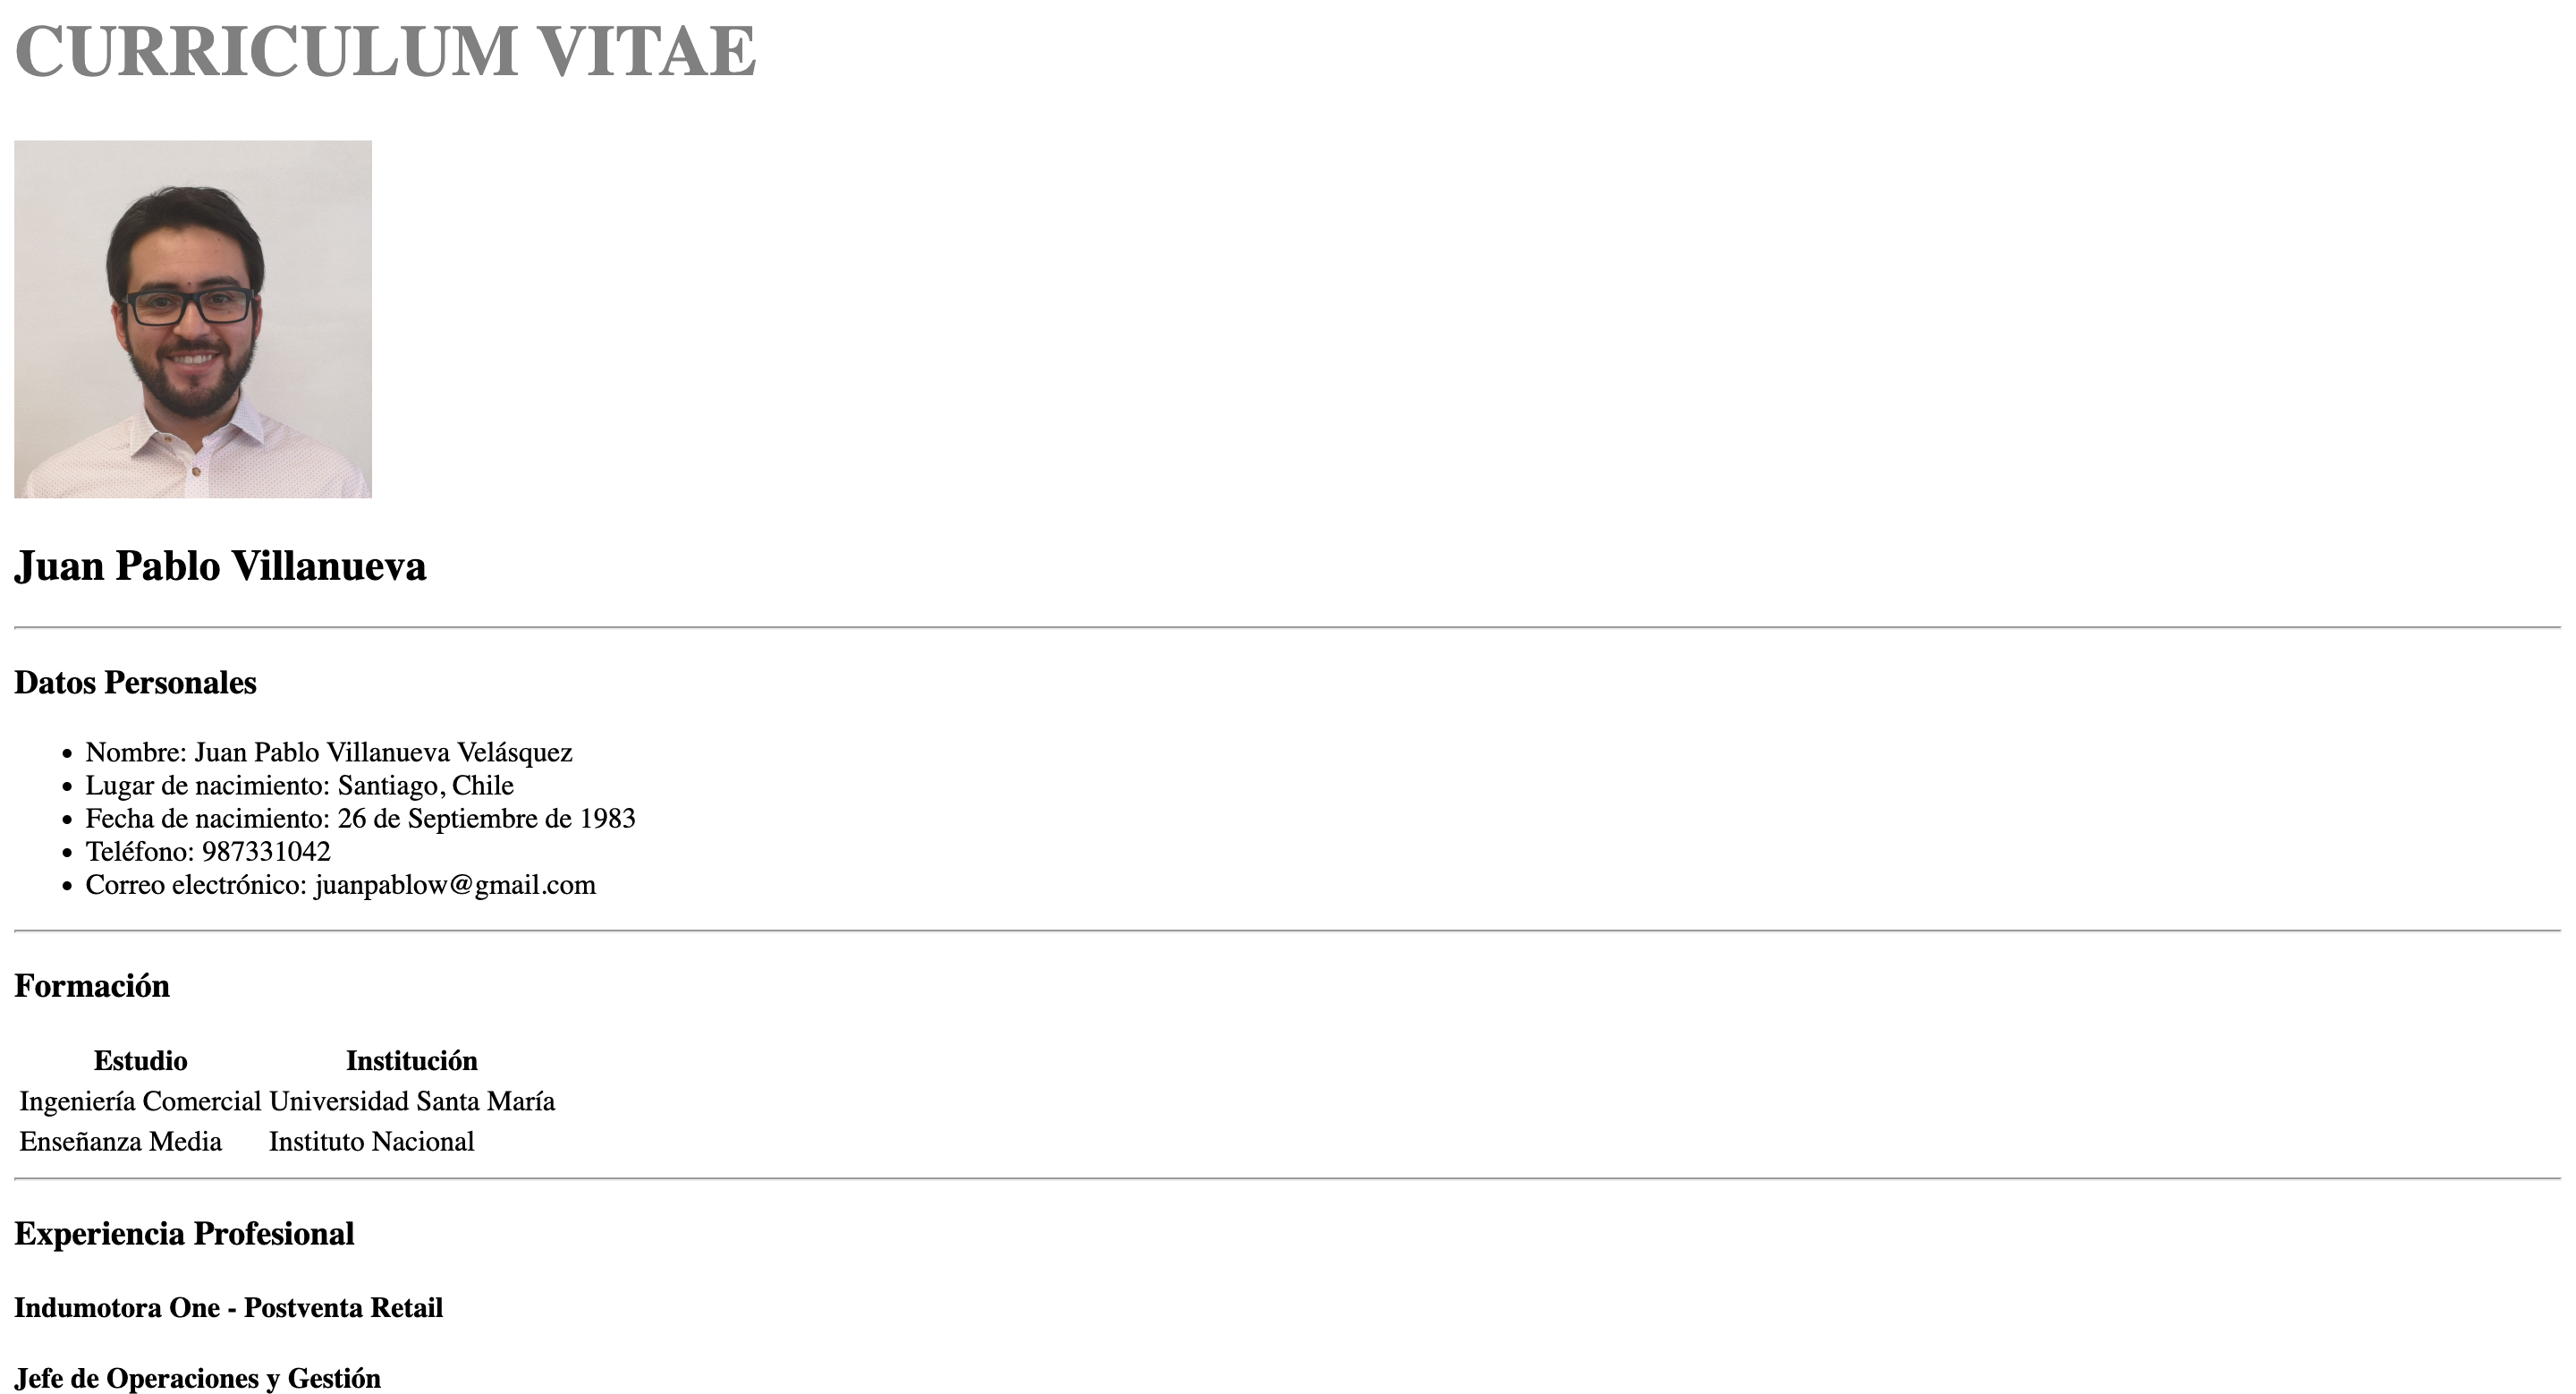 CURRICULUM VITAE
Juan Pablo Villanueva
Datos Personales
Nombre: Juan Pablo Villanueva Velásquez
Lugar de nacimiento: Santiago, Chile
Fecha de nacimiento: 26 de Septiembre de 1983
Teléfono: 987331042
Correo electrónico: juanpablow@gmail.com
Formación
Estudio Institución
Ingeniería Comercial Universidad Santa María
Enseñanza Media Instituto Nacional
Experiencia Profesional
Indumotora One - Postventa Retail
Jefe de Operaciones y Gestión